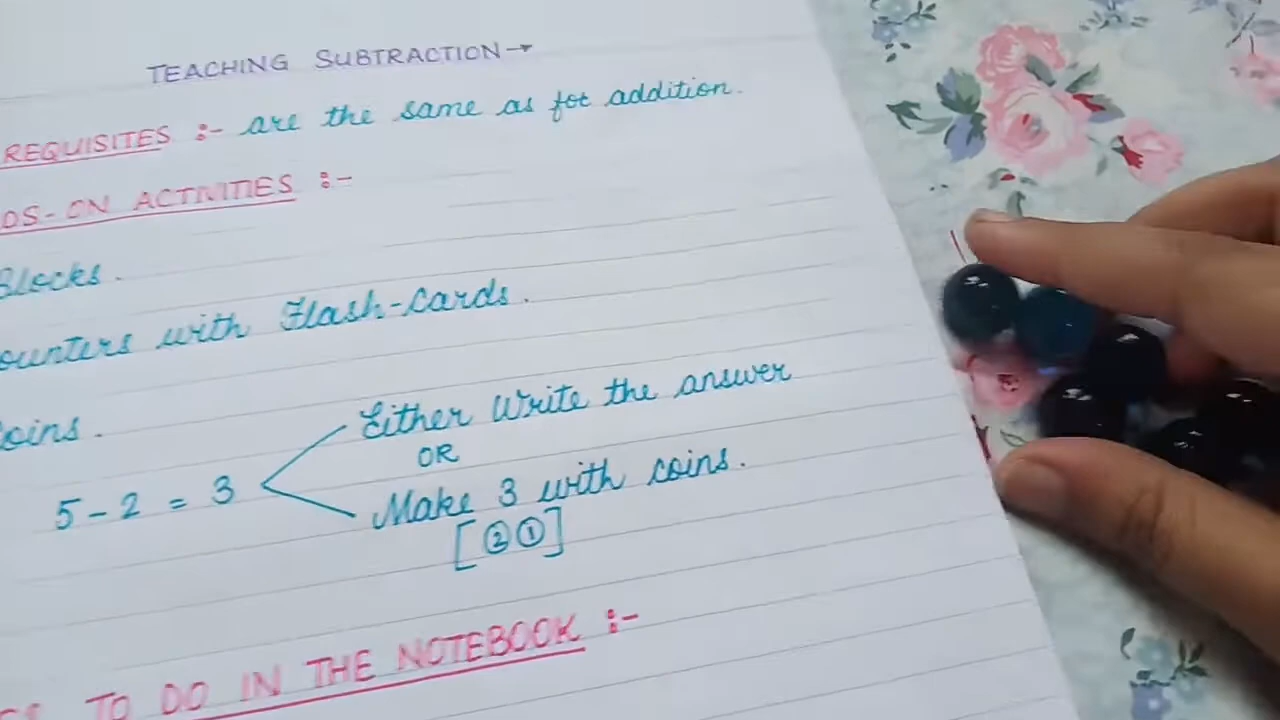 TEACHING SUBTRACTION →
REQUISITES :- are the same as for addition.
DS-ON ACTIVITIES :-
Blocks.
ounters with Flash-cards.
oins.
Either Write the answer
OR
5 - 2 = 3
Make 3 with coins.
[②①]
TO DO IN THE NOTEBOOK :-